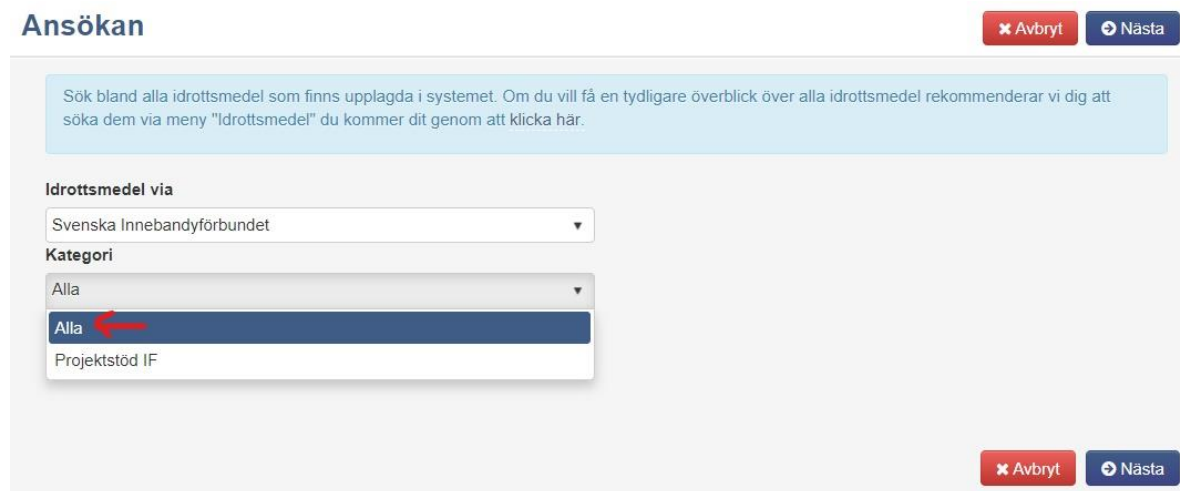 Ansökan
Avbryt
Nästa
Sök bland alla idrottsmedel som finns upplagda i systemet. Om du vill få en tydligare överblick över alla idrottsmedel rekommenderar vi dig att
söka dem via meny "Idrottsmedel" du kommer dit genom att klicka här.
Idrottsmedel via
Svenska Innebandyförbundet
Kategori
Alla
Alla
Projektstöd IF
Avbryt
Nästa